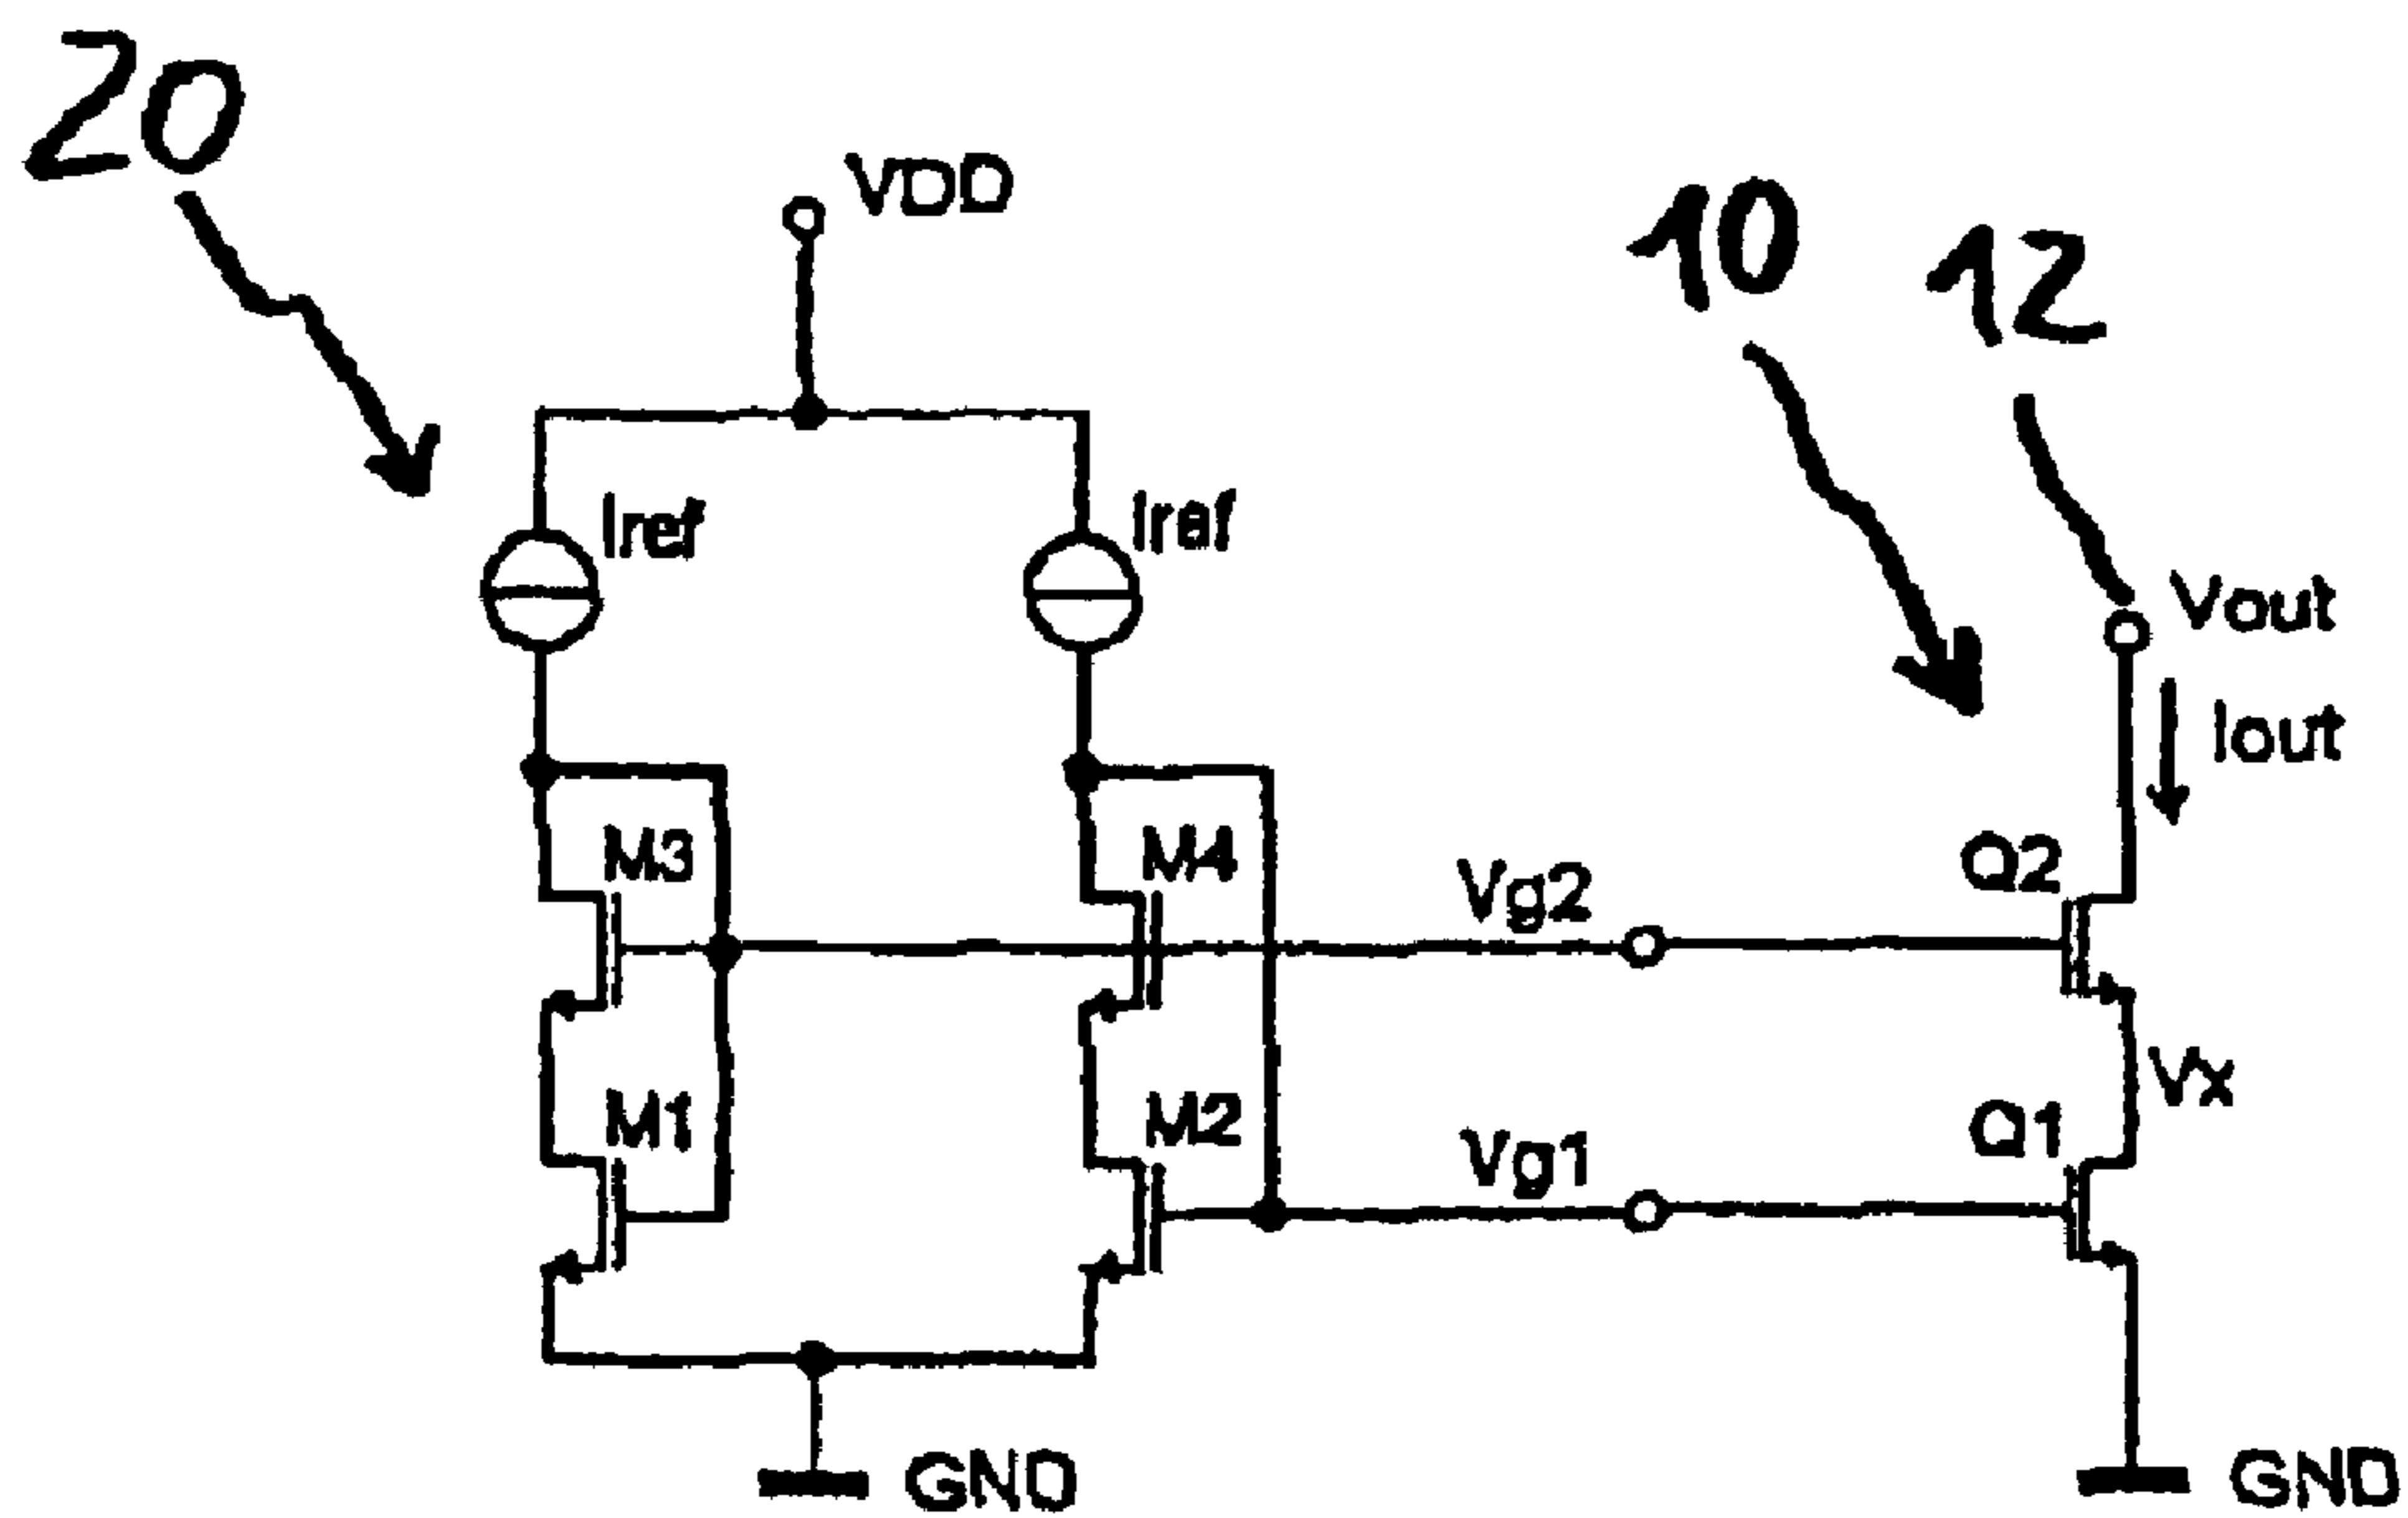 20
VDD
10
12
Iref
Iref
Vout
Iout
M3
M4
Vg2
Q2
Vx
M1
M2
Vg1
Q1
GND
GND